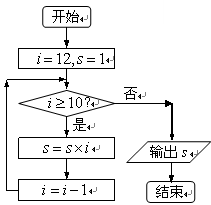 开始
i=12,s=1
i≥10?
否
是
s=s×i
输出 s
i=i-1
结束